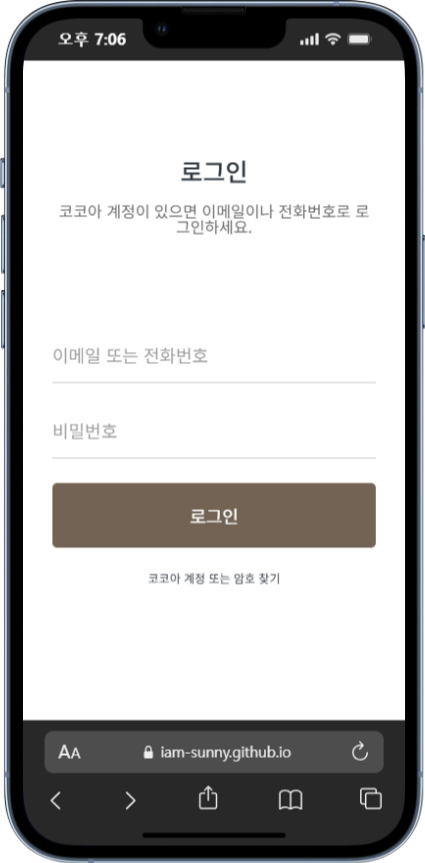 오후 7:06
로그인
코코아 계정이 있으면 이메일이나 전화번호로 로
그인하세요.
이메일 또는 전화번호
비밀번호
로그인
코코아 계정 또는 암호 찾기
AA iam-sunny.github.io